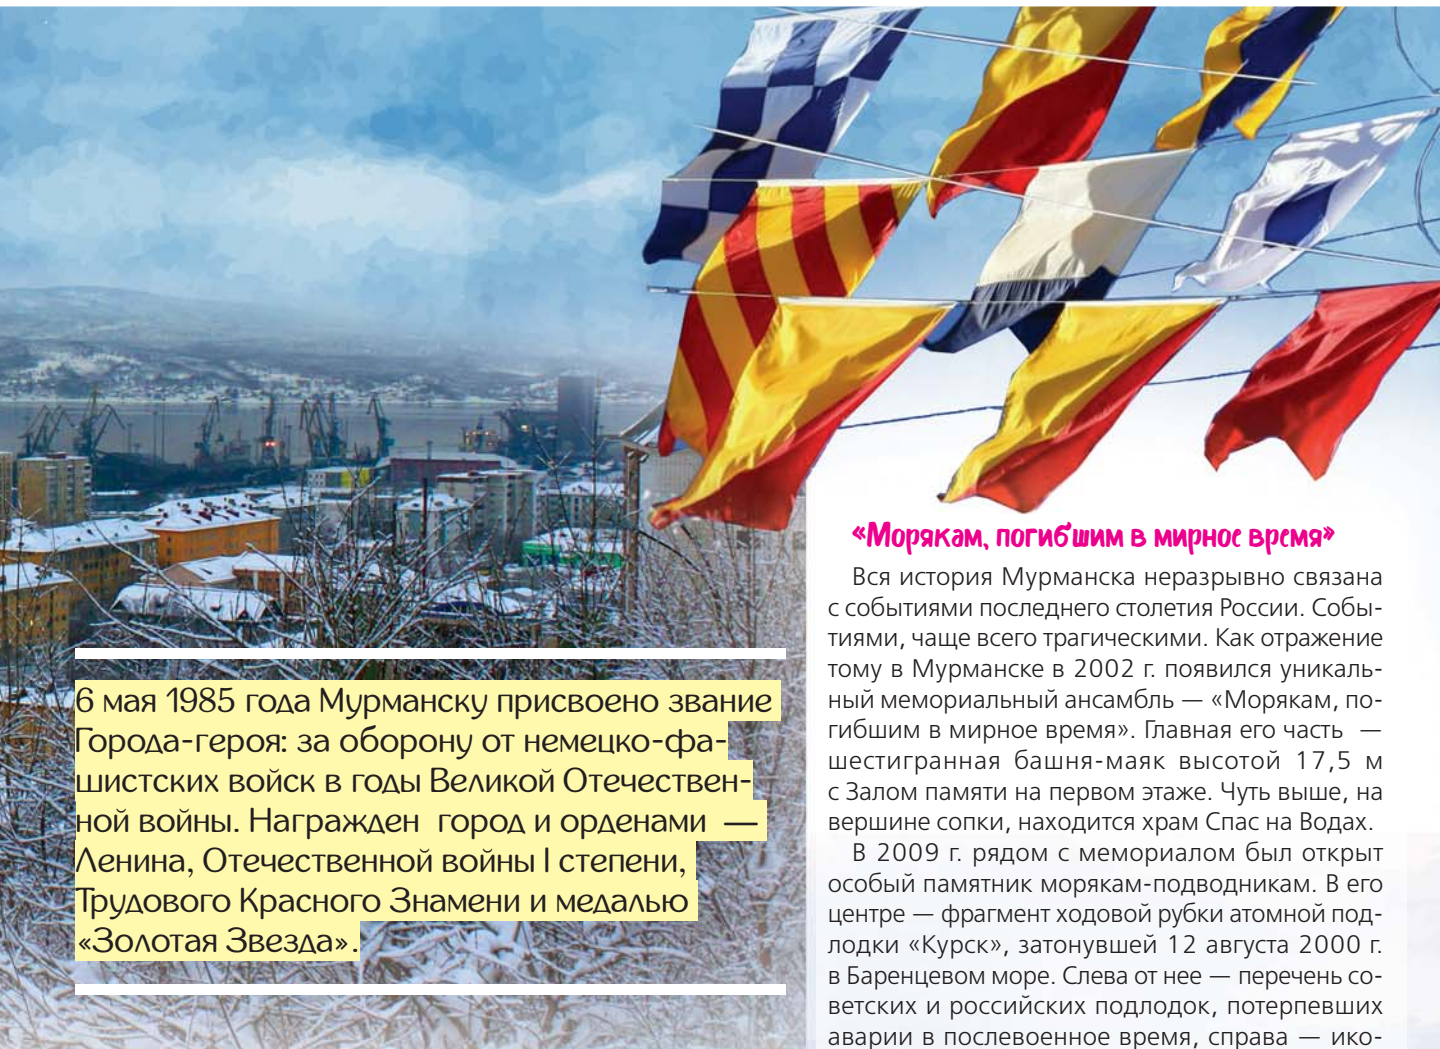 6 мая 1985 года Мурманску присвоено звание
Города-героя: за оборону от немецко-фа-
шистских войск в годы Великой Отечествен-
ной войны. Награжден город и орденами —
Ленина, Отечественной войны I степени,
Трудового Красного Знамени и медалью
«Золотая Звезда».
«Морякам, погибшим в мирное время»
Вся история Мурманска неразрывно связана
с событиями последнего столетия России. Собы-
тиями, чаще всего трагическими. Как отражение
тому в Мурманске в 2002 г. появился уникаль-
ный мемориальный ансамбль — «Морякам, по-
гибшим в мирное время». Главная его часть —
шестигранная башня-маяк высотой 17,5 м
с Залом памяти на первом этаже. Чуть выше, на
вершине сопки, находится храм Спас на Водах.
В 2009 г. рядом с мемориалом был открыт
особый памятник морякам-подводникам. В его
центре — фрагмент ходовой рубки атомной под-
лодки «Курск», затонувшей 12 августа 2000 г.
в Баренцевом море. Слева от нее — перечень со-
ветских и российских подлодок, потерпевших
аварии в послевоенное время, справа — ико-